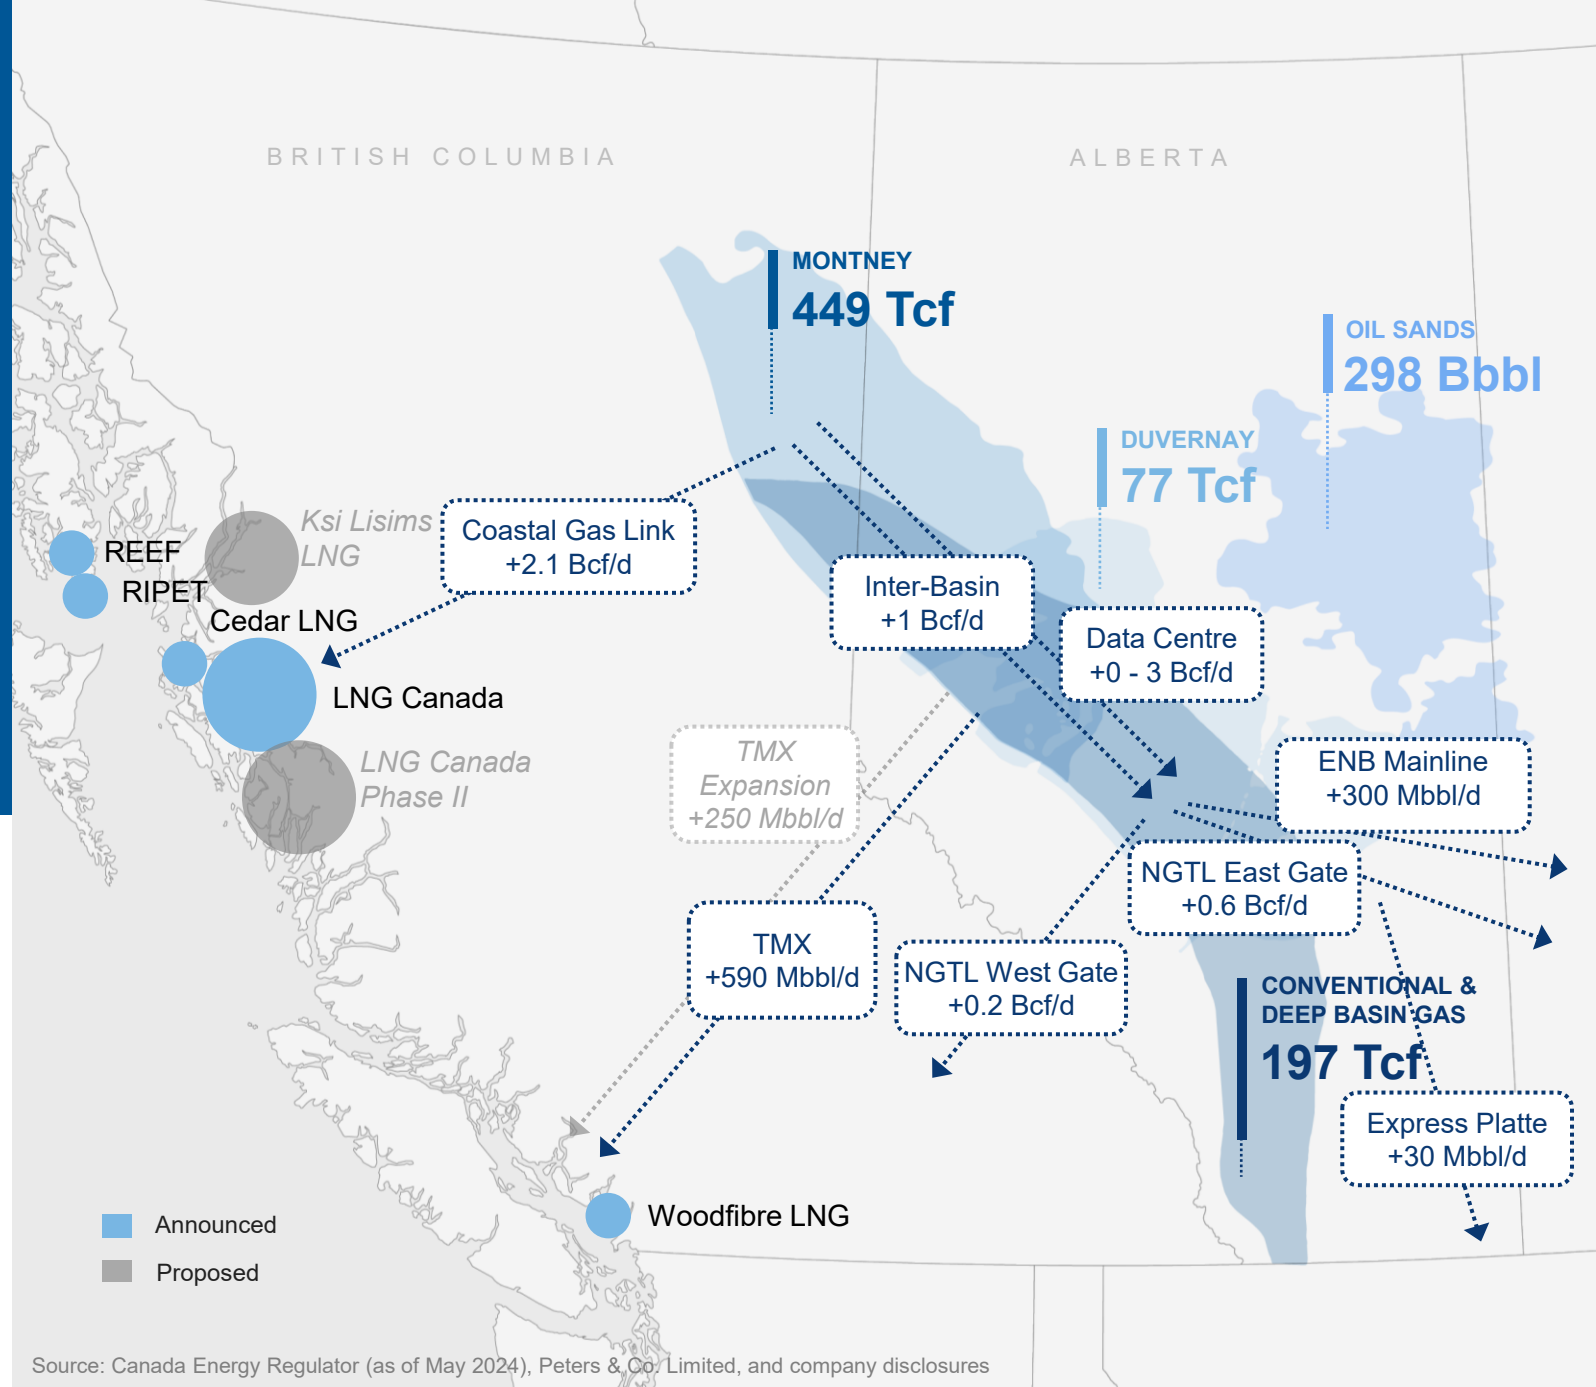 BRITISH COLUMBIA
ALBERTA
MONTNEY
449 Tcf
OIL SANDS
298 Bbbl
DUVERNAY
77 Tcf
Ksi Lisims
LNG
REEF
RIPET
Cedar LNG
LNG Canada
LNG Canada
Phase II
Coastal Gas Link
+2.1 Bcf/d
Inter-Basin
+1 Bcf/d
Data Centre
+0 - 3 Bcf/d
TMX
Expansion
+250 Mbbl/d
ENB Mainline
+300 Mbbl/d
NGTL East Gate
+0.6 Bcf/d
TMX
+590 Mbbl/d
NGTL West Gate
+0.2 Bcf/d
CONVENTIONAL &
DEEP BASIN GAS
197 Tcf
Express Platte
+30 Mbbl/d
Woodfibre LNG
Announced
Proposed
Source: Canada Energy Regulator (as of May 2024), Peters & Co. Limited, and company disclosures